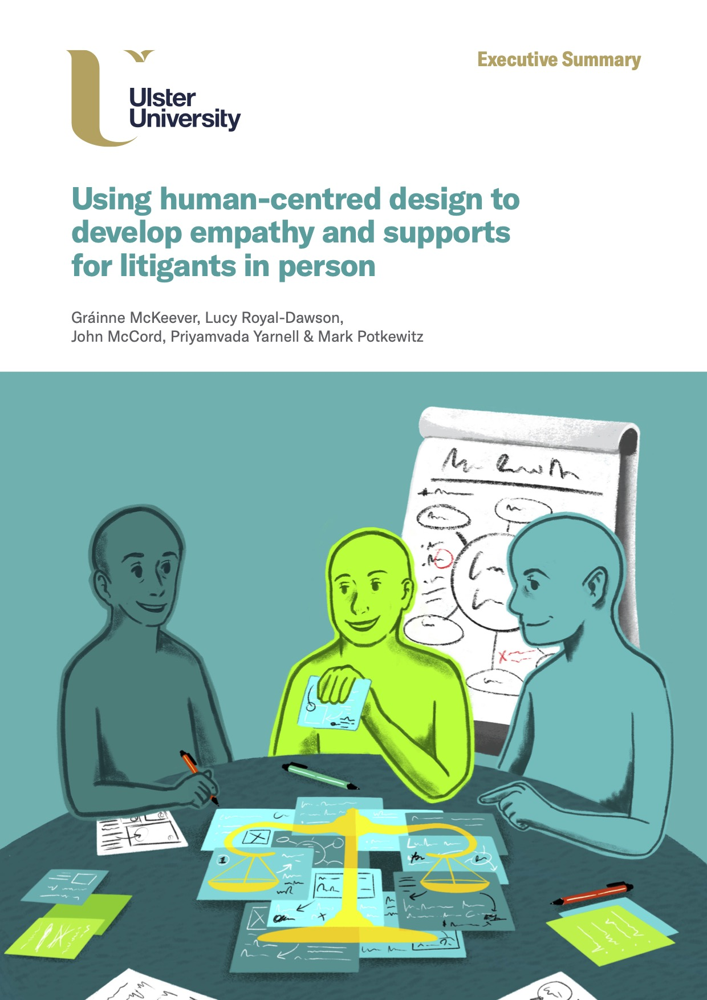 Executive Summary
Ulster
University
Using human-centred design to
develop empathy and supports
for litigants in person
Gráinne McKeever, Lucy Royal-Dawson,
John McCord, Priyamvada Yarnell & Mark Potkewitz
1